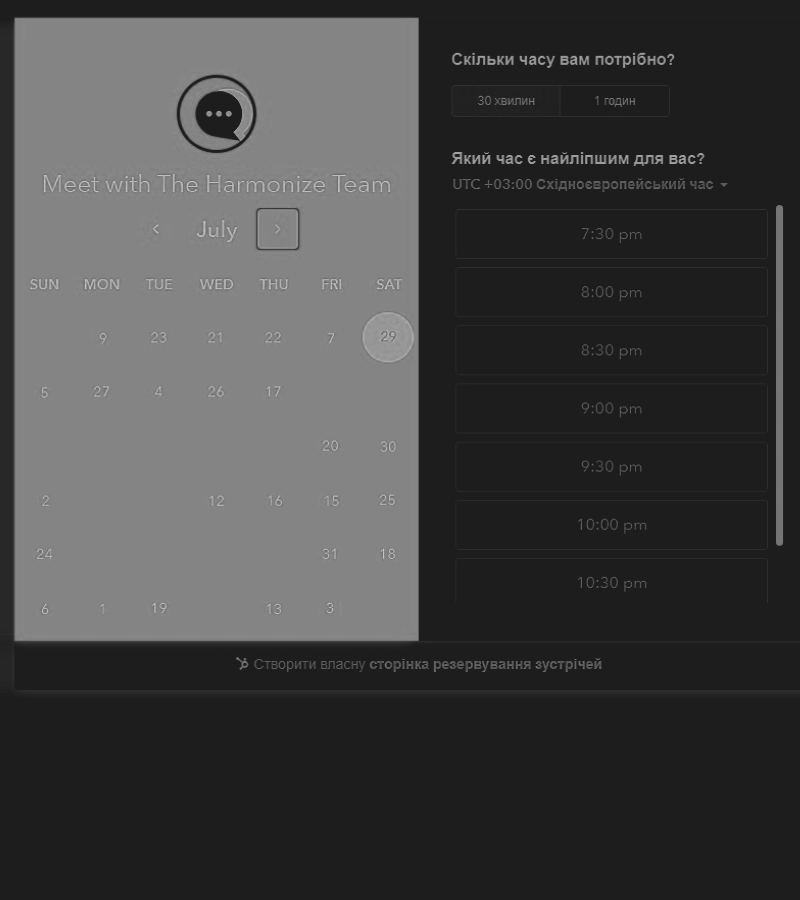 Meet with The Harmonize Team
July
SUN MON TUE WED THU FRI SAT
9 23 21 22 7 29
5 27 4 26 17
20 30
2 12 16 15 25
24 31 18
6 1 19 13 3
Скільки часу вам потрібно?
30 хвилин 1 годин
Який час є найліпшим для вас?
UTC +03:00 Східноєвропейський час
7:30 pm
8:00 pm
8:30 pm
9:00 pm
9:30 pm
10:00 pm
10:30 pm
Створити власну сторінка резервування зустрічей